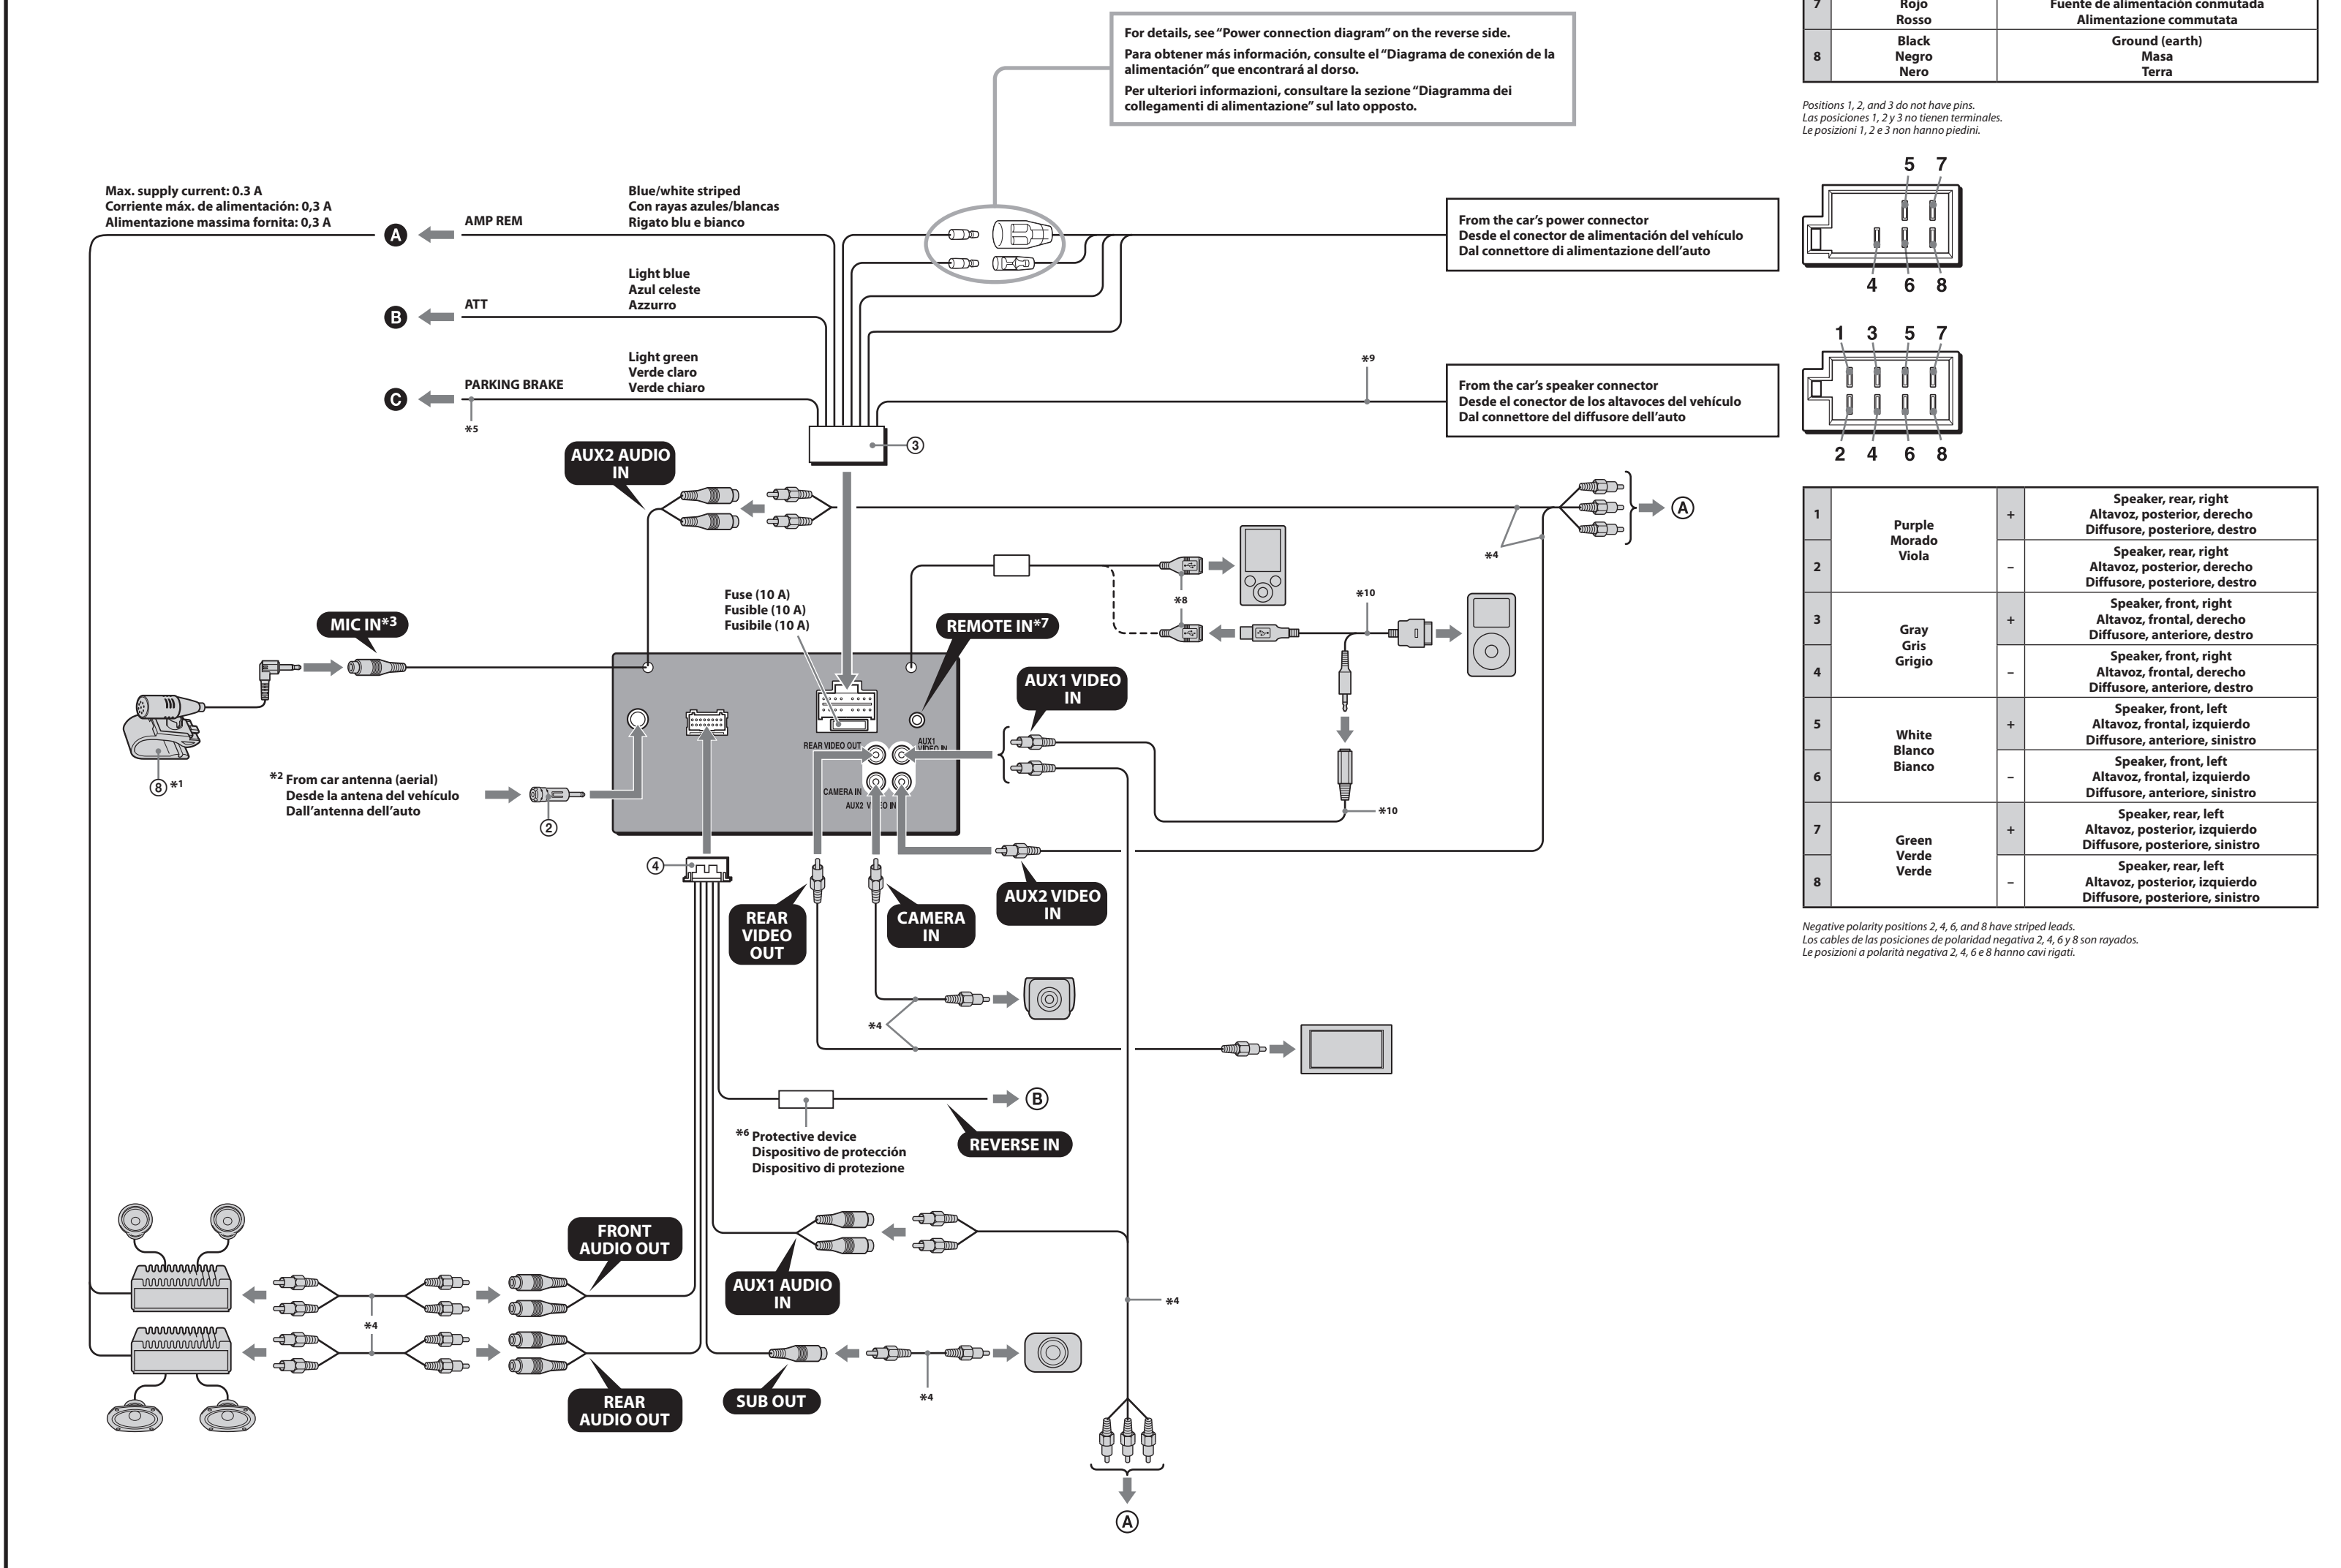 For details, see “Power connection diagram” on the reverse side.
Para obtener más información, consulte el “Diagrama de conexión de la
alimentación” que encontrará al dorso.
Per ulteriori informazioni, consultare la sezione “Diagramma dei
collegamenti di alimentazione” sul lato opposto.
7
Rojo
Fuente de alimentación conmutada
Rosso
Alimentazione commutata
8
Black
Negro
Nero
Ground (earth)
Masa
Terra
Positions 1, 2, and 3 do not have pins.
Las posiciones 1, 2 y 3 no tienen terminales.
Le posizioni 1, 2 e 3 non hanno piedini.
5 7
4 6 8
Max. supply current: 0.3 A
Corriente máx. de alimentación: 0,3 A
Alimentazione massima fornita: 0,3 A
A
AMP REM
Blue/white striped
Con rayas azules/blancas
Rigato blu e bianco
From the car’s power connector
Desde el conector de alimentación del vehículo
Dal connettore di alimentazione dell’auto
B
ATT
Light blue
Azul celeste
Azzurro
C
PARKING BRAKE
Light green
Verde claro
Verde chiaro
*5
*9
From the car’s speaker connector
Desde el conector de los altavoces del vehículo
Dal connettore del diffusore dell’auto
1 3 5 7
2 4 6 8
3
AUX2 AUDIO
IN
A
*4
Fuse (10 A)
Fusible (10 A)
Fusibile (10 A)
*8
*10
MIC IN*3
REMOTE IN*7
AUX1 VIDEO
IN
8 *1
*2 From car antenna (aerial)
Desde la antena del vehículo
Dall’antenna dell’auto
2
REAR VIDEO OUT
AUX1
VIDEO IN
CAMERA IN
AUX2 VIDEO IN
*10
4
REAR
VIDEO
OUT
CAMERA
IN
AUX2 VIDEO
IN
*4
B
*6 Protective device
Dispositivo de protección
Dispositivo di protezione
REVERSE IN
FRONT
AUDIO OUT
AUX1 AUDIO
IN
*4
*4
REAR
AUDIO OUT
SUB OUT
*4
A
1
Purple
Morado
Viola
+
Speaker, rear, right
Altavoz, posterior, derecho
Diffusore, posteriore, destro
2
–
Speaker, rear, right
Altavoz, posterior, derecho
Diffusore, posteriore, destro
3
Gray
Gris
Grigio
+
Speaker, front, right
Altavoz, frontal, derecho
Diffusore, anteriore, destro
4
–
Speaker, front, right
Altavoz, frontal, derecho
Diffusore, anteriore, destro
5
White
Blanco
Bianco
+
Speaker, front, left
Altavoz, frontal, izquierdo
Diffusore, anteriore, sinistro
6
–
Speaker, front, left
Altavoz, frontal, izquierdo
Diffusore, anteriore, sinistro
7
Green
Verde
Verde
+
Speaker, rear, left
Altavoz, posterior, izquierdo
Diffusore, posteriore, sinistro
8
–
Speaker, rear, left
Altavoz, posterior, izquierdo
Diffusore, posteriore, sinistro
Negative polarity positions 2, 4, 6, and 8 have striped leads.
Los cables de las posiciones de polaridad negativa 2, 4, 6 y 8 son rayados.
Le posizioni a polarità negativa 2, 4, 6 e 8 hanno cavi rigati.